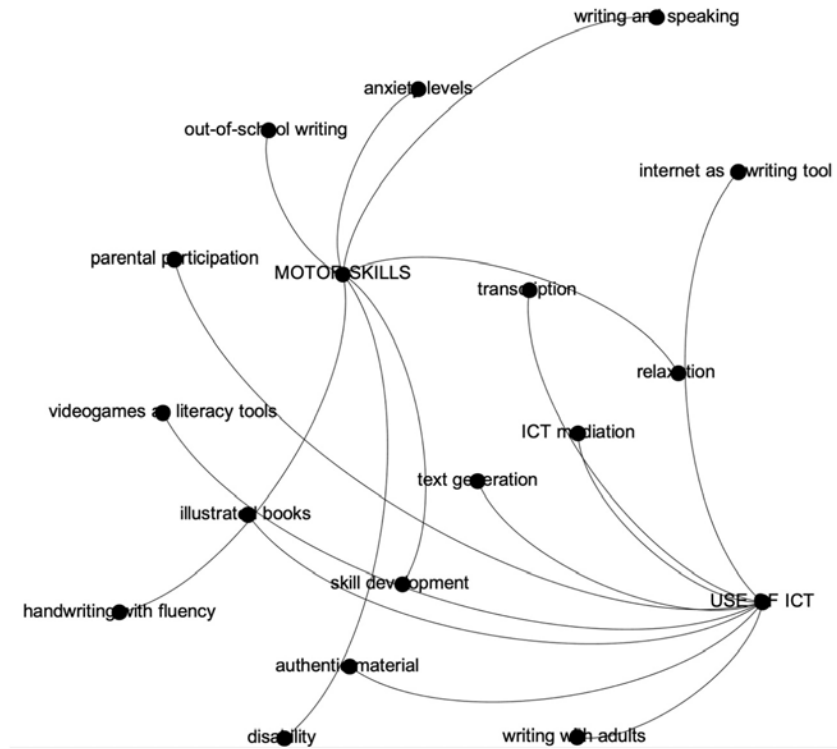 writing and speaking
anxiety levels
out-of-school writing
internet as a writing tool
parental participation
MOTOR SKILLS
transcription
relaxation
videogames as literacy tools
ICT mediation
text generation
illustrated books
skill development
USE OF ICT
handwriting with fluency
authentic material
disability
writing with adults